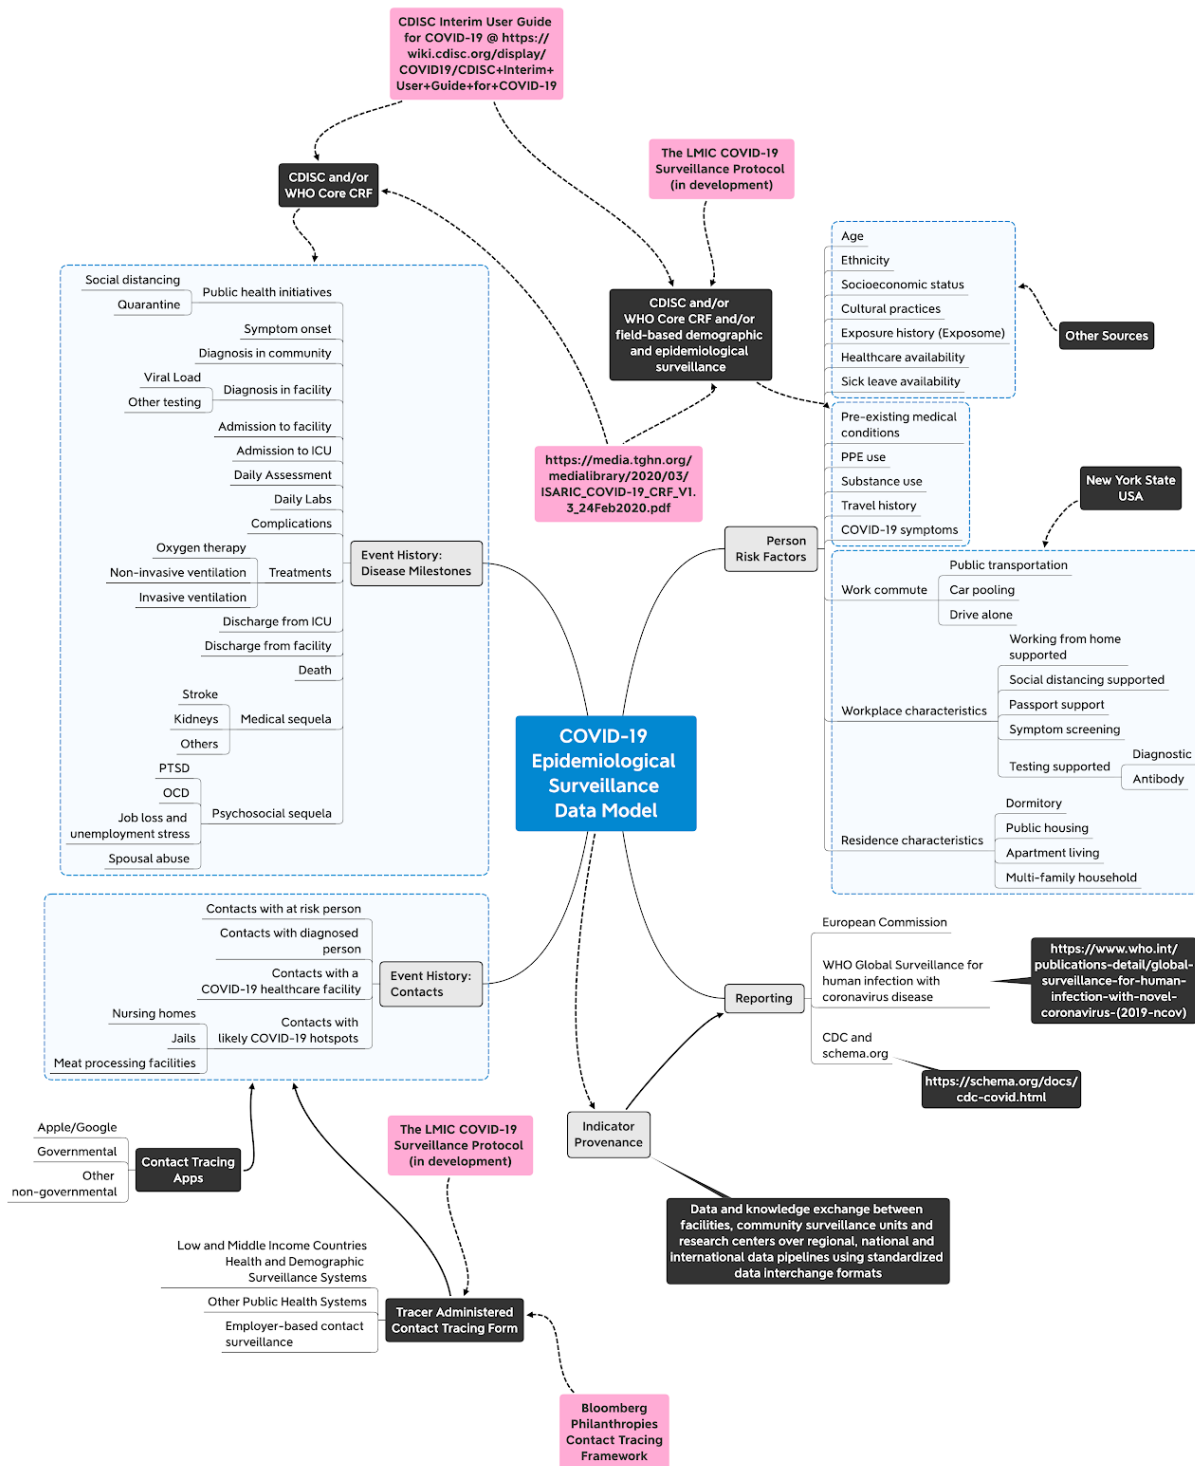 CDISC Interim User Guide
for COVID-19 @ https://
wiki.cdisc.org/display/
COVID19/CDISC+Interim+
User+Guide+for+COVID-19
The LMIC COVID-19
Surveillance Protocol
(in development)
CDISC and/or
WHO Core CRF
CDISC and/or
WHO Core CRF and/or
field-based demographic
and epidemiological
surveillance
https://media.tghn.org/
medialibrary/2020/03/
ISARIC_COVID-19_CRF_V1.
3_24Feb2020.pdf
Other Sources
New York State
USA
Social distancing
Quarantine
Public health initiatives
Symptom onset
Diagnosis in community
Viral Load
Other testing
Diagnosis in facility
Admission to facility
Admission to ICU
Daily Assessment
Daily Labs
Complications
Oxygen therapy
Non-invasive ventilation
Invasive ventilation
Treatments
Discharge from ICU
Discharge from facility
Death
Stroke
Kidneys
Others
Medical sequela
PTSD
OCD
Job loss and
unemployment stress
Spousal abuse
Psychosocial sequela
Event History:
Disease Milestones
Person
Risk Factors
Age
Ethnicity
Socioeconomic status
Cultural practices
Exposure history (Exposome)
Healthcare availability
Sick leave availability
Pre-existing medical
conditions
PPE use
Substance use
Travel history
COVID-19 symptoms
Work commute
Public transportation
Car pooling
Drive alone
Workplace characteristics
Working from home
supported
Social distancing supported
Passport support
Symptom screening
Testing supported
Diagnostic
Antibody
Residence characteristics
Dormitory
Public housing
Apartment living
Multi-family household
COVID-19
Epidemiological
Surveillance
Data Model
Contacts with at risk person
Contacts with diagnosed
person
Contacts with a
COVID-19 healthcare facility
Nursing homes
Jails
Meat processing facilities
Contacts with
likely COVID-19 hotspots
Event History:
Contacts
Reporting
European Commission
WHO Global Surveillance for
human infection with
coronavirus disease
https://www.who.int/
publications-detail/global-
surveillance-for-human-
infection-with-novel-
coronavirus-(2019-ncov)
CDC and
schema.org
https://schema.org/docs/
cdc-covid.html
Indicator
Provenance
Data and knowledge exchange between
facilities, community surveillance units and
research centers over regional, national and
international data pipelines using standardized
data interchange formats
Apple/Google
Governmental
Other
non-governmental
Contact Tracing
Apps
The LMIC COVID-19
Surveillance Protocol
(in development)
Low and Middle Income Countries
Health and Demographic
Surveillance Systems
Other Public Health Systems
Employer-based contact
surveillance
Tracer Administered
Contact Tracing Form
Bloomberg
Philanthropies
Contact Tracing
Framework